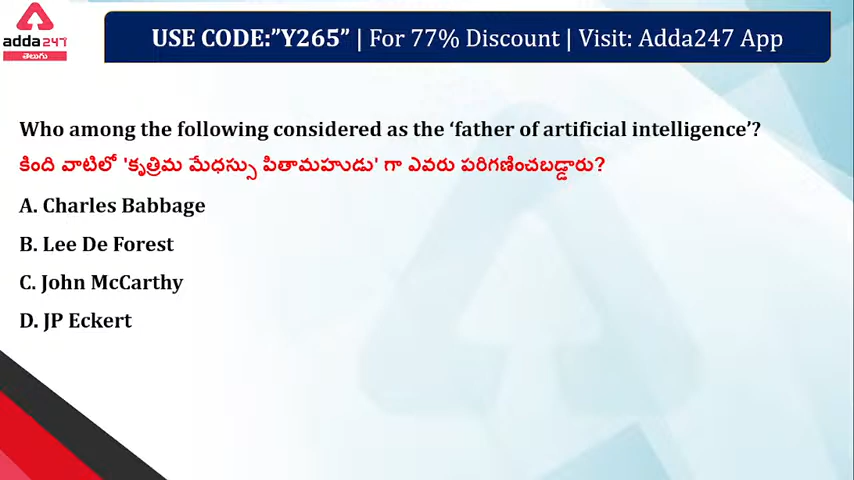 adda247
తెలుగు
USE CODE:”Y265” | For 77% Discount | Visit: Adda247 App
Who among the following considered as the ‘father of artificial intelligence’?
కింది వాటిలో 'కృత్రిమ మేధస్సు పితామహుడు' గా ఎవరు పరిగణించబడ్డారు?
A. Charles Babbage
B. Lee De Forest
C. John McCarthy
D. JP Eckert